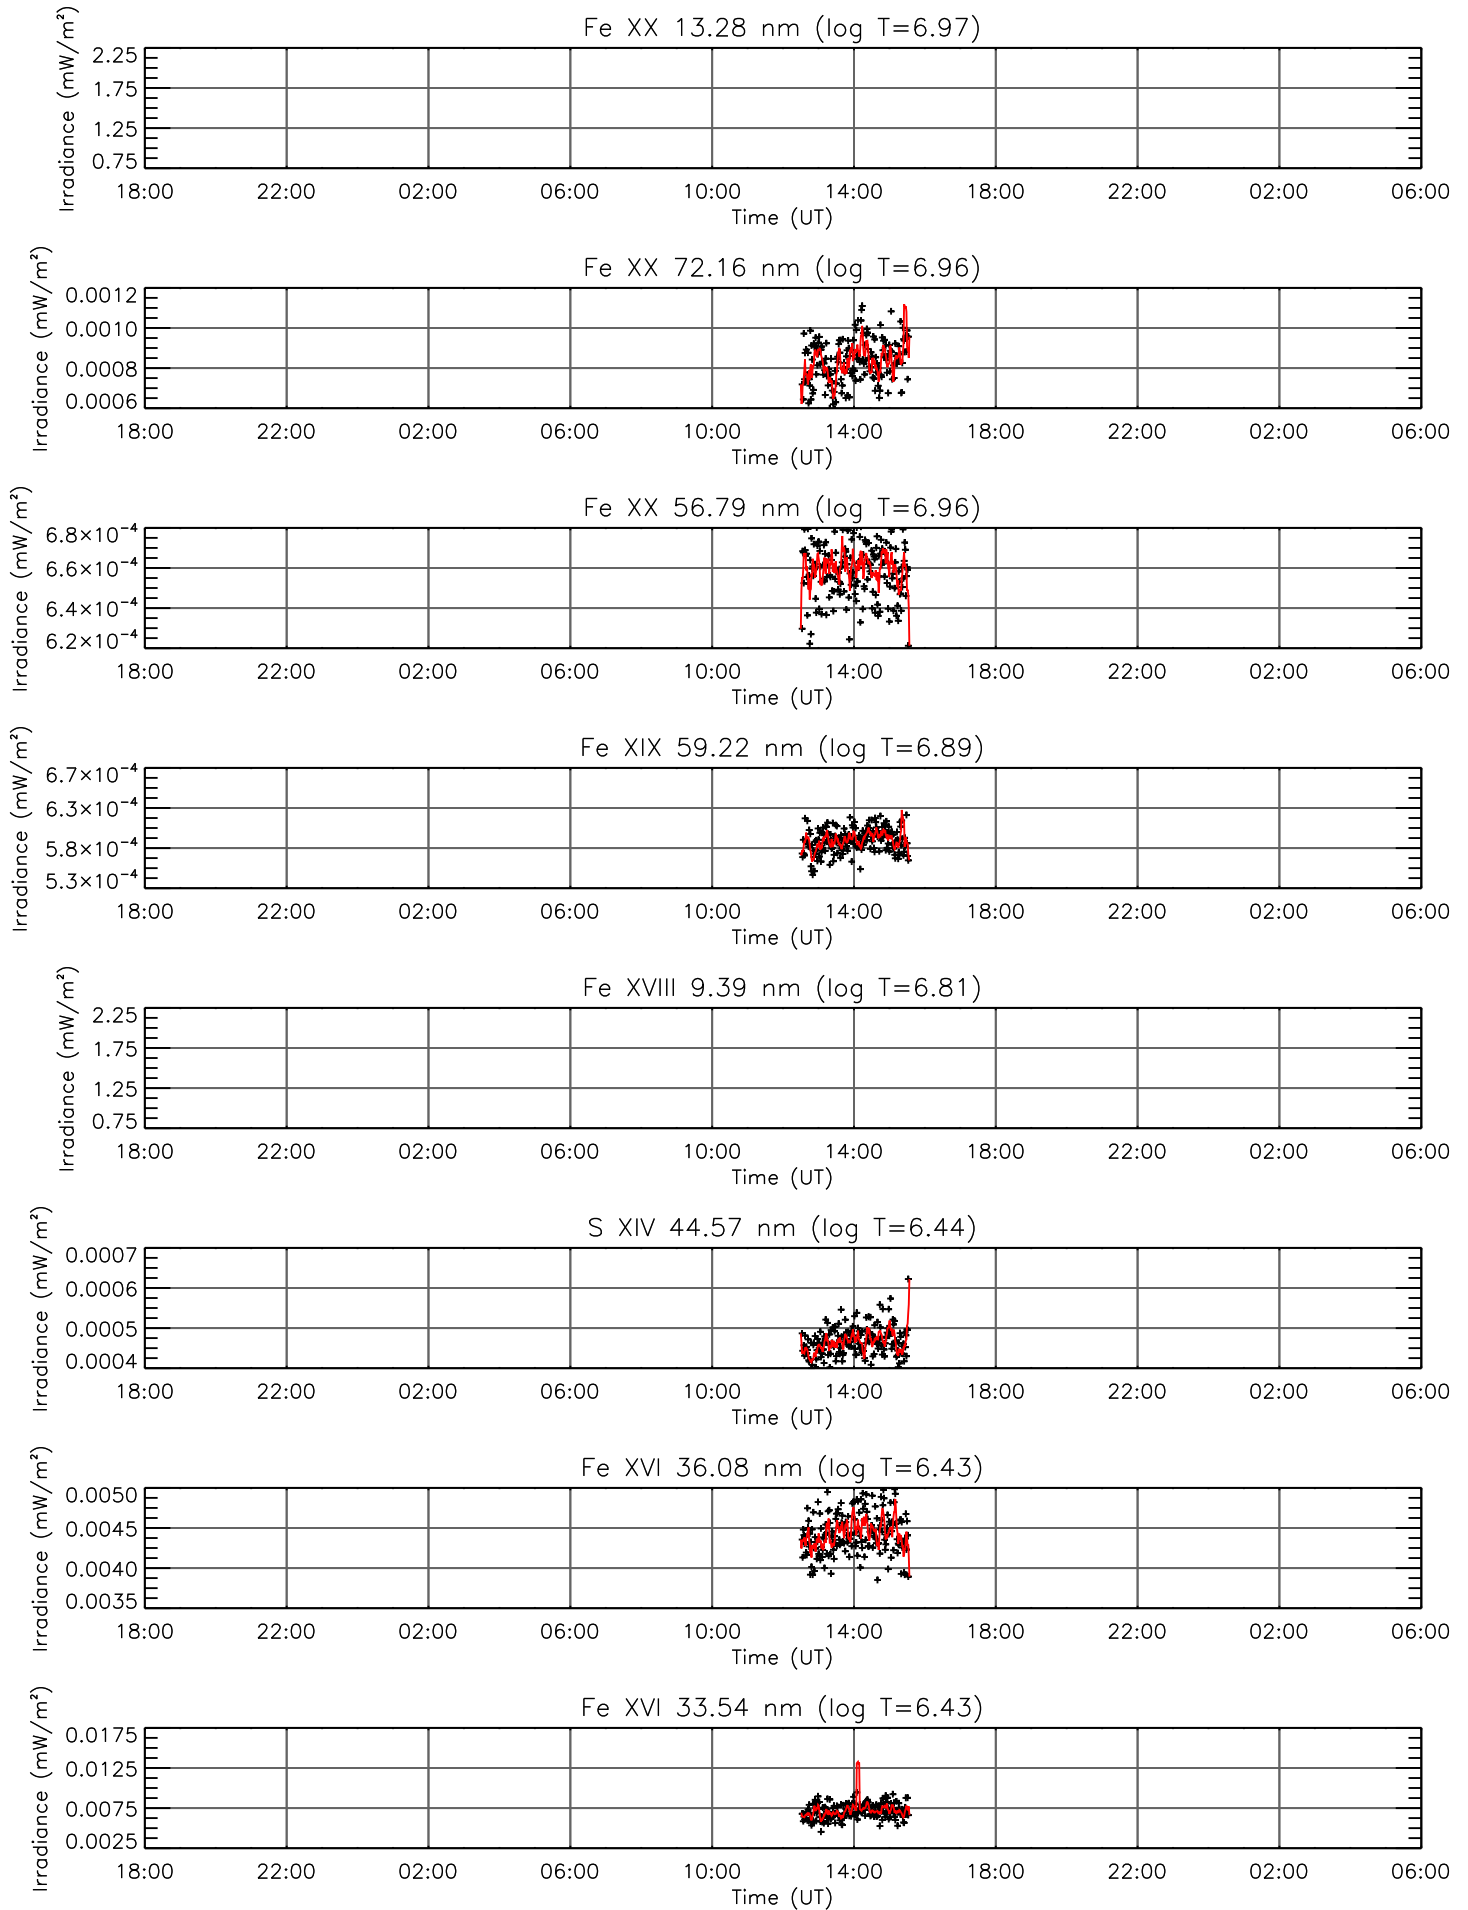 Fe XX 13.28 nm (log T=6.97)
Irradiance (mW/m²)
2.25
1.75
1.25
0.75
18:00 22:00 02:00 06:00 10:00 14:00 18:00 22:00 02:00 06:00
Time (UT)
Fe XX 72.16 nm (log T=6.96)
Irradiance (mW/m²)
0.0012
0.0010
0.0008
0.0006
18:00 22:00 02:00 06:00 10:00 14:00 18:00 22:00 02:00 06:00
Time (UT)
Fe XX 56.79 nm (log T=6.96)
Irradiance (mW/m²)
6.8×10⁻⁴
6.6×10⁻⁴
6.4×10⁻⁴
6.2×10⁻⁴
18:00 22:00 02:00 06:00 10:00 14:00 18:00 22:00 02:00 06:00
Time (UT)
Fe XIX 59.22 nm (log T=6.89)
Irradiance (mW/m²)
6.7×10⁻⁴
6.3×10⁻⁴
5.8×10⁻⁴
5.3×10⁻⁴
18:00 22:00 02:00 06:00 10:00 14:00 18:00 22:00 02:00 06:00
Time (UT)
Fe XVIII 9.39 nm (log T=6.81)
Irradiance (mW/m²)
2.25
1.75
1.25
0.75
18:00 22:00 02:00 06:00 10:00 14:00 18:00 22:00 02:00 06:00
Time (UT)
S XIV 44.57 nm (log T=6.44)
Irradiance (mW/m²)
0.0007
0.0006
0.0005
0.0004
18:00 22:00 02:00 06:00 10:00 14:00 18:00 22:00 02:00 06:00
Time (UT)
Fe XVI 36.08 nm (log T=6.43)
Irradiance (mW/m²)
0.0050
0.0045
0.0040
0.0035
18:00 22:00 02:00 06:00 10:00 14:00 18:00 22:00 02:00 06:00
Time (UT)
Fe XVI 33.54 nm (log T=6.43)
Irradiance (mW/m²)
0.0175
0.0125
0.0075
0.0025
18:00 22:00 02:00 06:00 10:00 14:00 18:00 22:00 02:00 06:00
Time (UT)